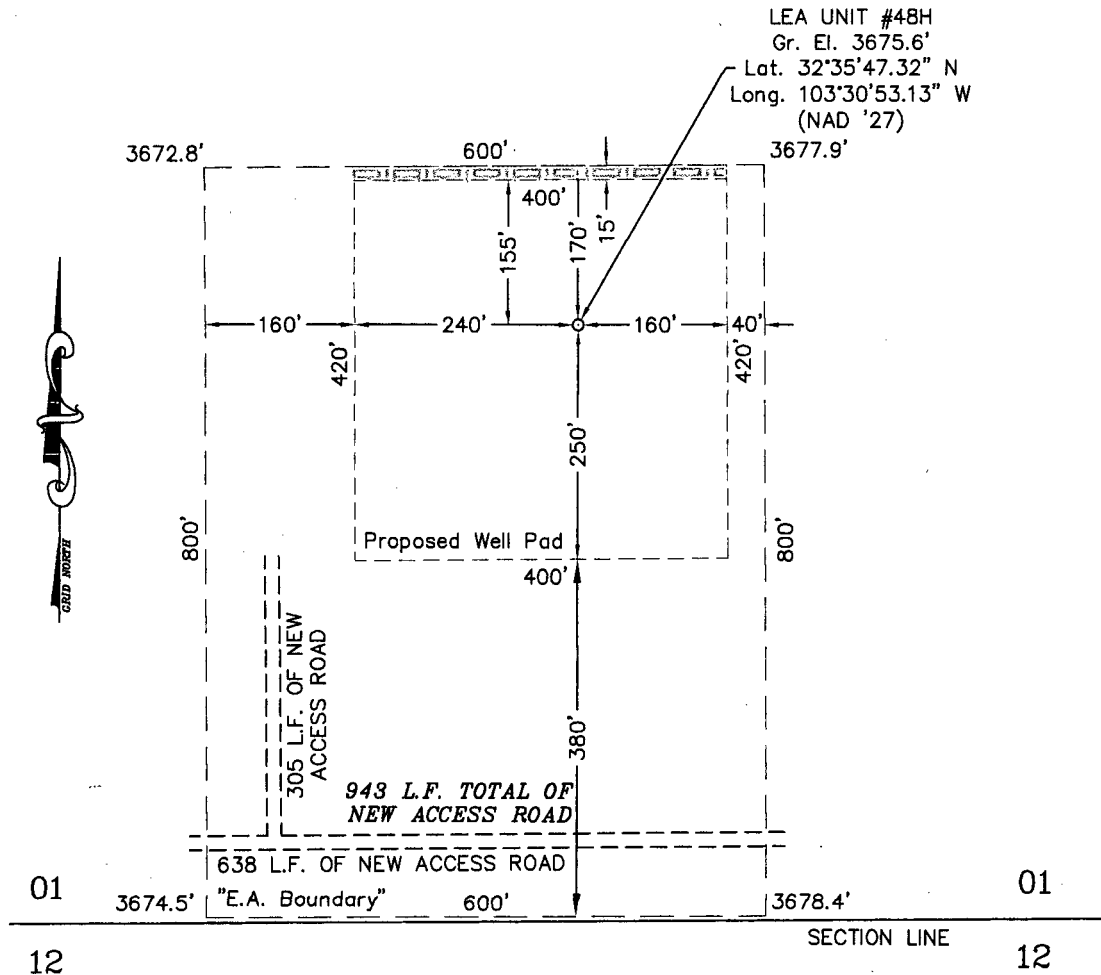 LEA UNIT #48H
Gr. El. 3675.6'
Lat. 32°35'47.32" N
Long. 103°30'53.13" W
(NAD '27)
3672.8'
600'
3677.9'
400'
155'
170'
15'
160'
240'
160'
40'
420'
420'
250'
GRID NORTH
800'
800'
Proposed Well Pad
400'
305 L.F. OF NEW
ACCESS ROAD
380'
943 L.F. TOTAL OF
NEW ACCESS ROAD
638 L.F. OF NEW ACCESS ROAD
01
01
3674.5'
"E.A. Boundary"
600'
3678.4'
SECTION LINE
12
12